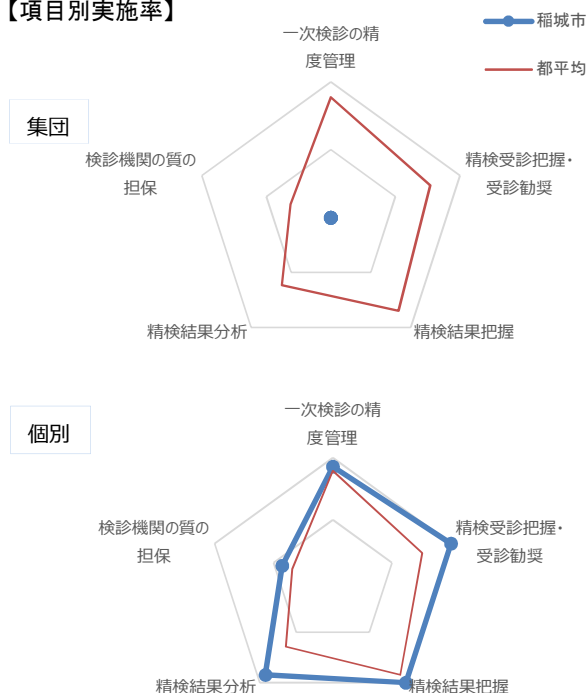 【項目別実施率】
稲城市
都平均
集団
一次検診の精
度管理
精検受診把握・
受診勧奨
精検結果把握
精検結果分析
検診機関の質の
担保
個別
一次検診の精
度管理
精検受診把握・
受診勧奨
精検結果把握
精検結果分析
検診機関の質の
担保